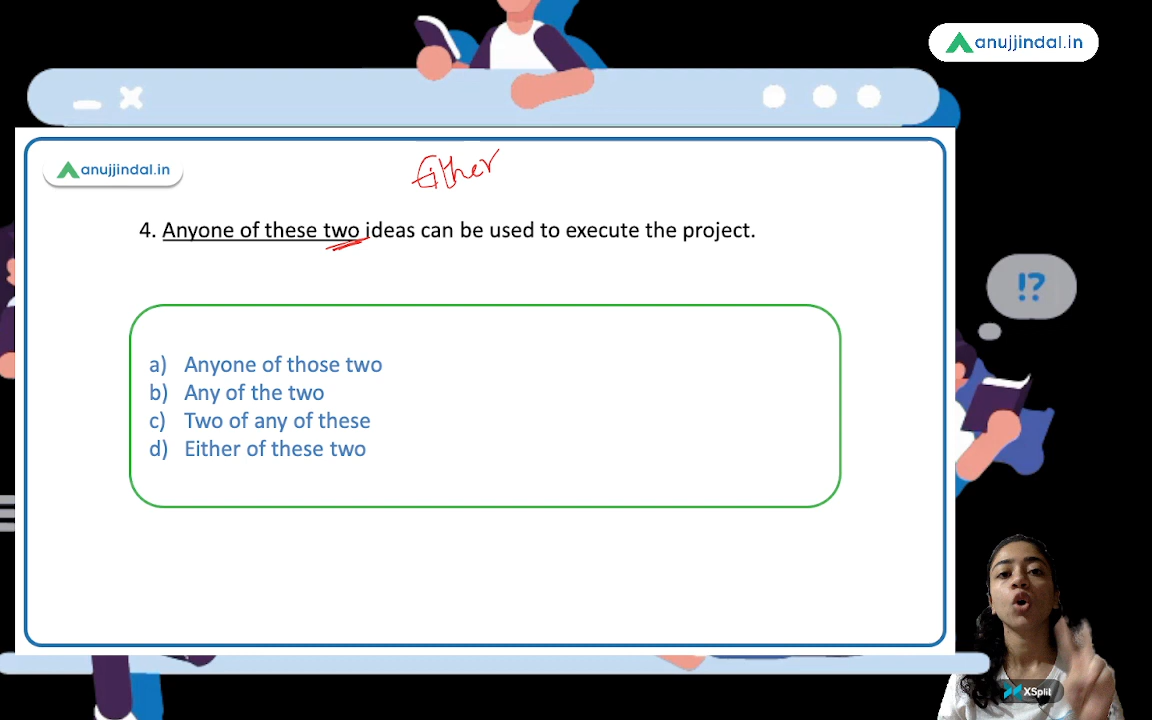 anujjindal.in
anujjindal.in
Either
4. Anyone of these two ideas can be used to execute the project.
!?
a) Anyone of those two
b) Any of the two
c) Two of any of these
d) Either of these two
XSplit